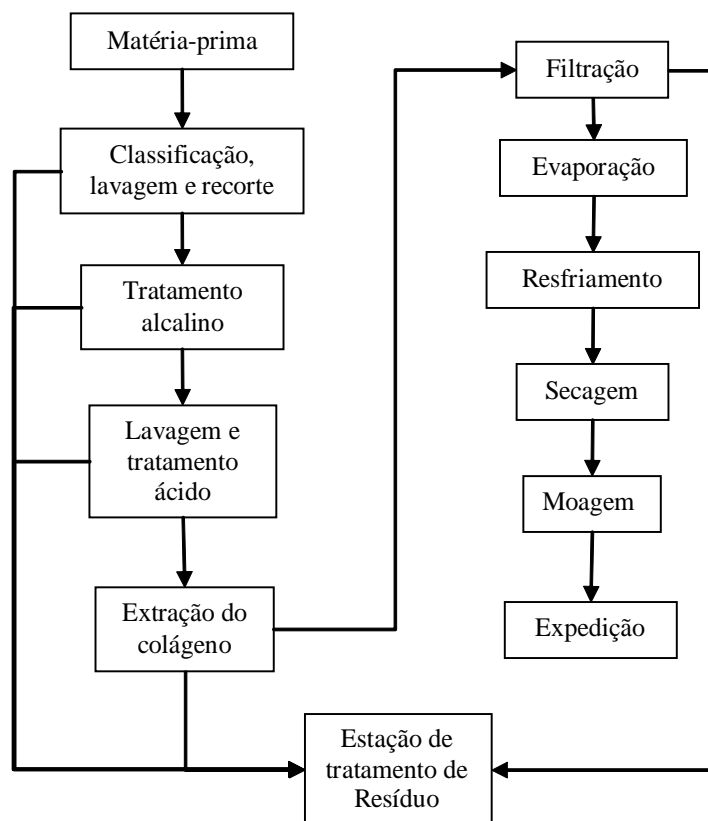 Matéria-prima
Classificação,
lavagem e recorte
Tratamento
alcalino
Lavagem e
tratamento
ácido
Extração do
colágeno
Filtração
Evaporação
Resfriamento
Secagem
Moagem
Expedição
Estação de
tratamento de
Resíduo